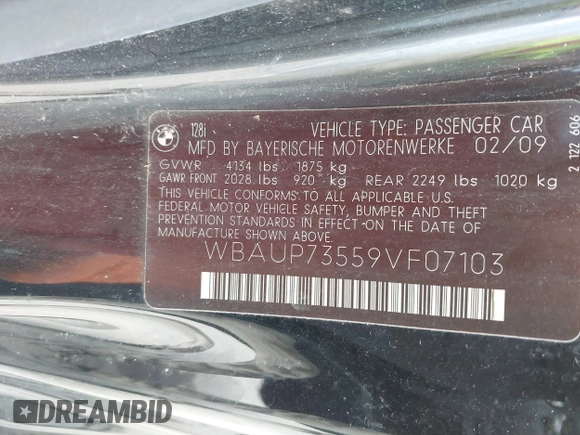 BMW
128i
VEHICLE TYPE: PASSENGER CAR
MFD BY BAYERISCHE MOTORENWERKE 02/09
GVWR 4134 lbs 1875 kg
GAWR FRONT 2028 lbs 920 kg REAR 2249 lbs 1020 kg
THIS VEHICLE CONFORMS TO ALL APPLICABLE U.S.
FEDERAL MOTOR VEHICLE SAFETY, BUMPER AND THEFT
PREVENTION STANDARDS IN EFFECT ON THE DATE OF
MANUFACTURE SHOWN ABOVE.
WBAUP73559VF07103
2 122 606
DREAMBID